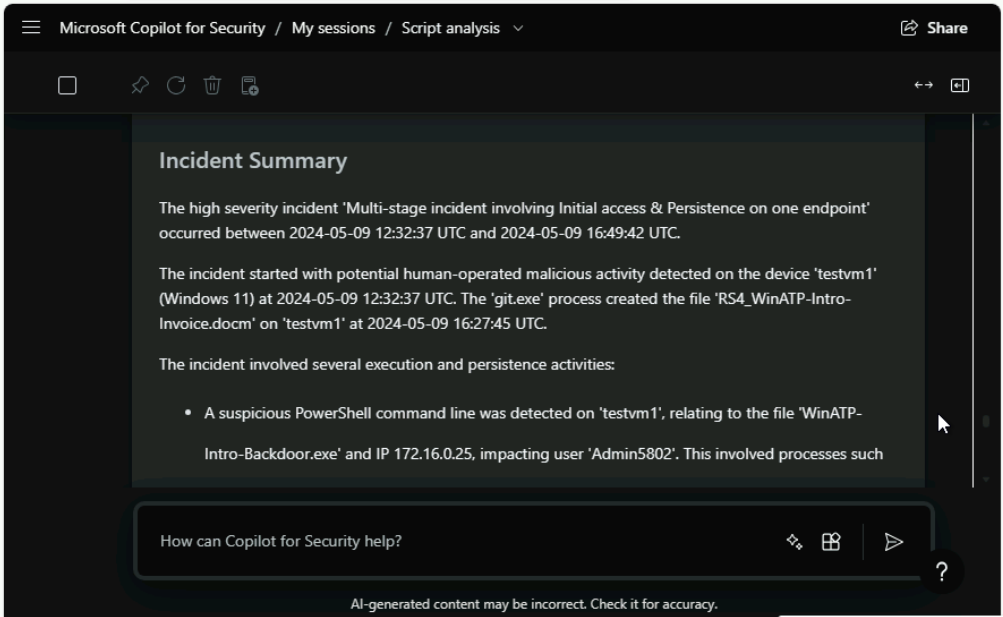 Microsoft Copilot for Security / My sessions / Script analysis
Share
Incident Summary
The high severity incident 'Multi-stage incident involving Initial access & Persistence on one endpoint'
occurred between 2024-05-09 12:32:37 UTC and 2024-05-09 16:49:42 UTC.
The incident started with potential human-operated malicious activity detected on the device 'testvm1'
(Windows 11) at 2024-05-09 12:32:37 UTC. The 'git.exe' process created the file 'RS4_WinATP-Intro-
Invoice.docm' on 'testvm1' at 2024-05-09 16:27:45 UTC.
The incident involved several execution and persistence activities:
• A suspicious PowerShell command line was detected on 'testvm1', relating to the file 'WinATP-
Intro-Backdoor.exe' and IP 172.16.0.25, impacting user 'Admin5802'. This involved processes such
How can Copilot for Security help?
?
AI-generated content may be incorrect. Check it for accuracy.